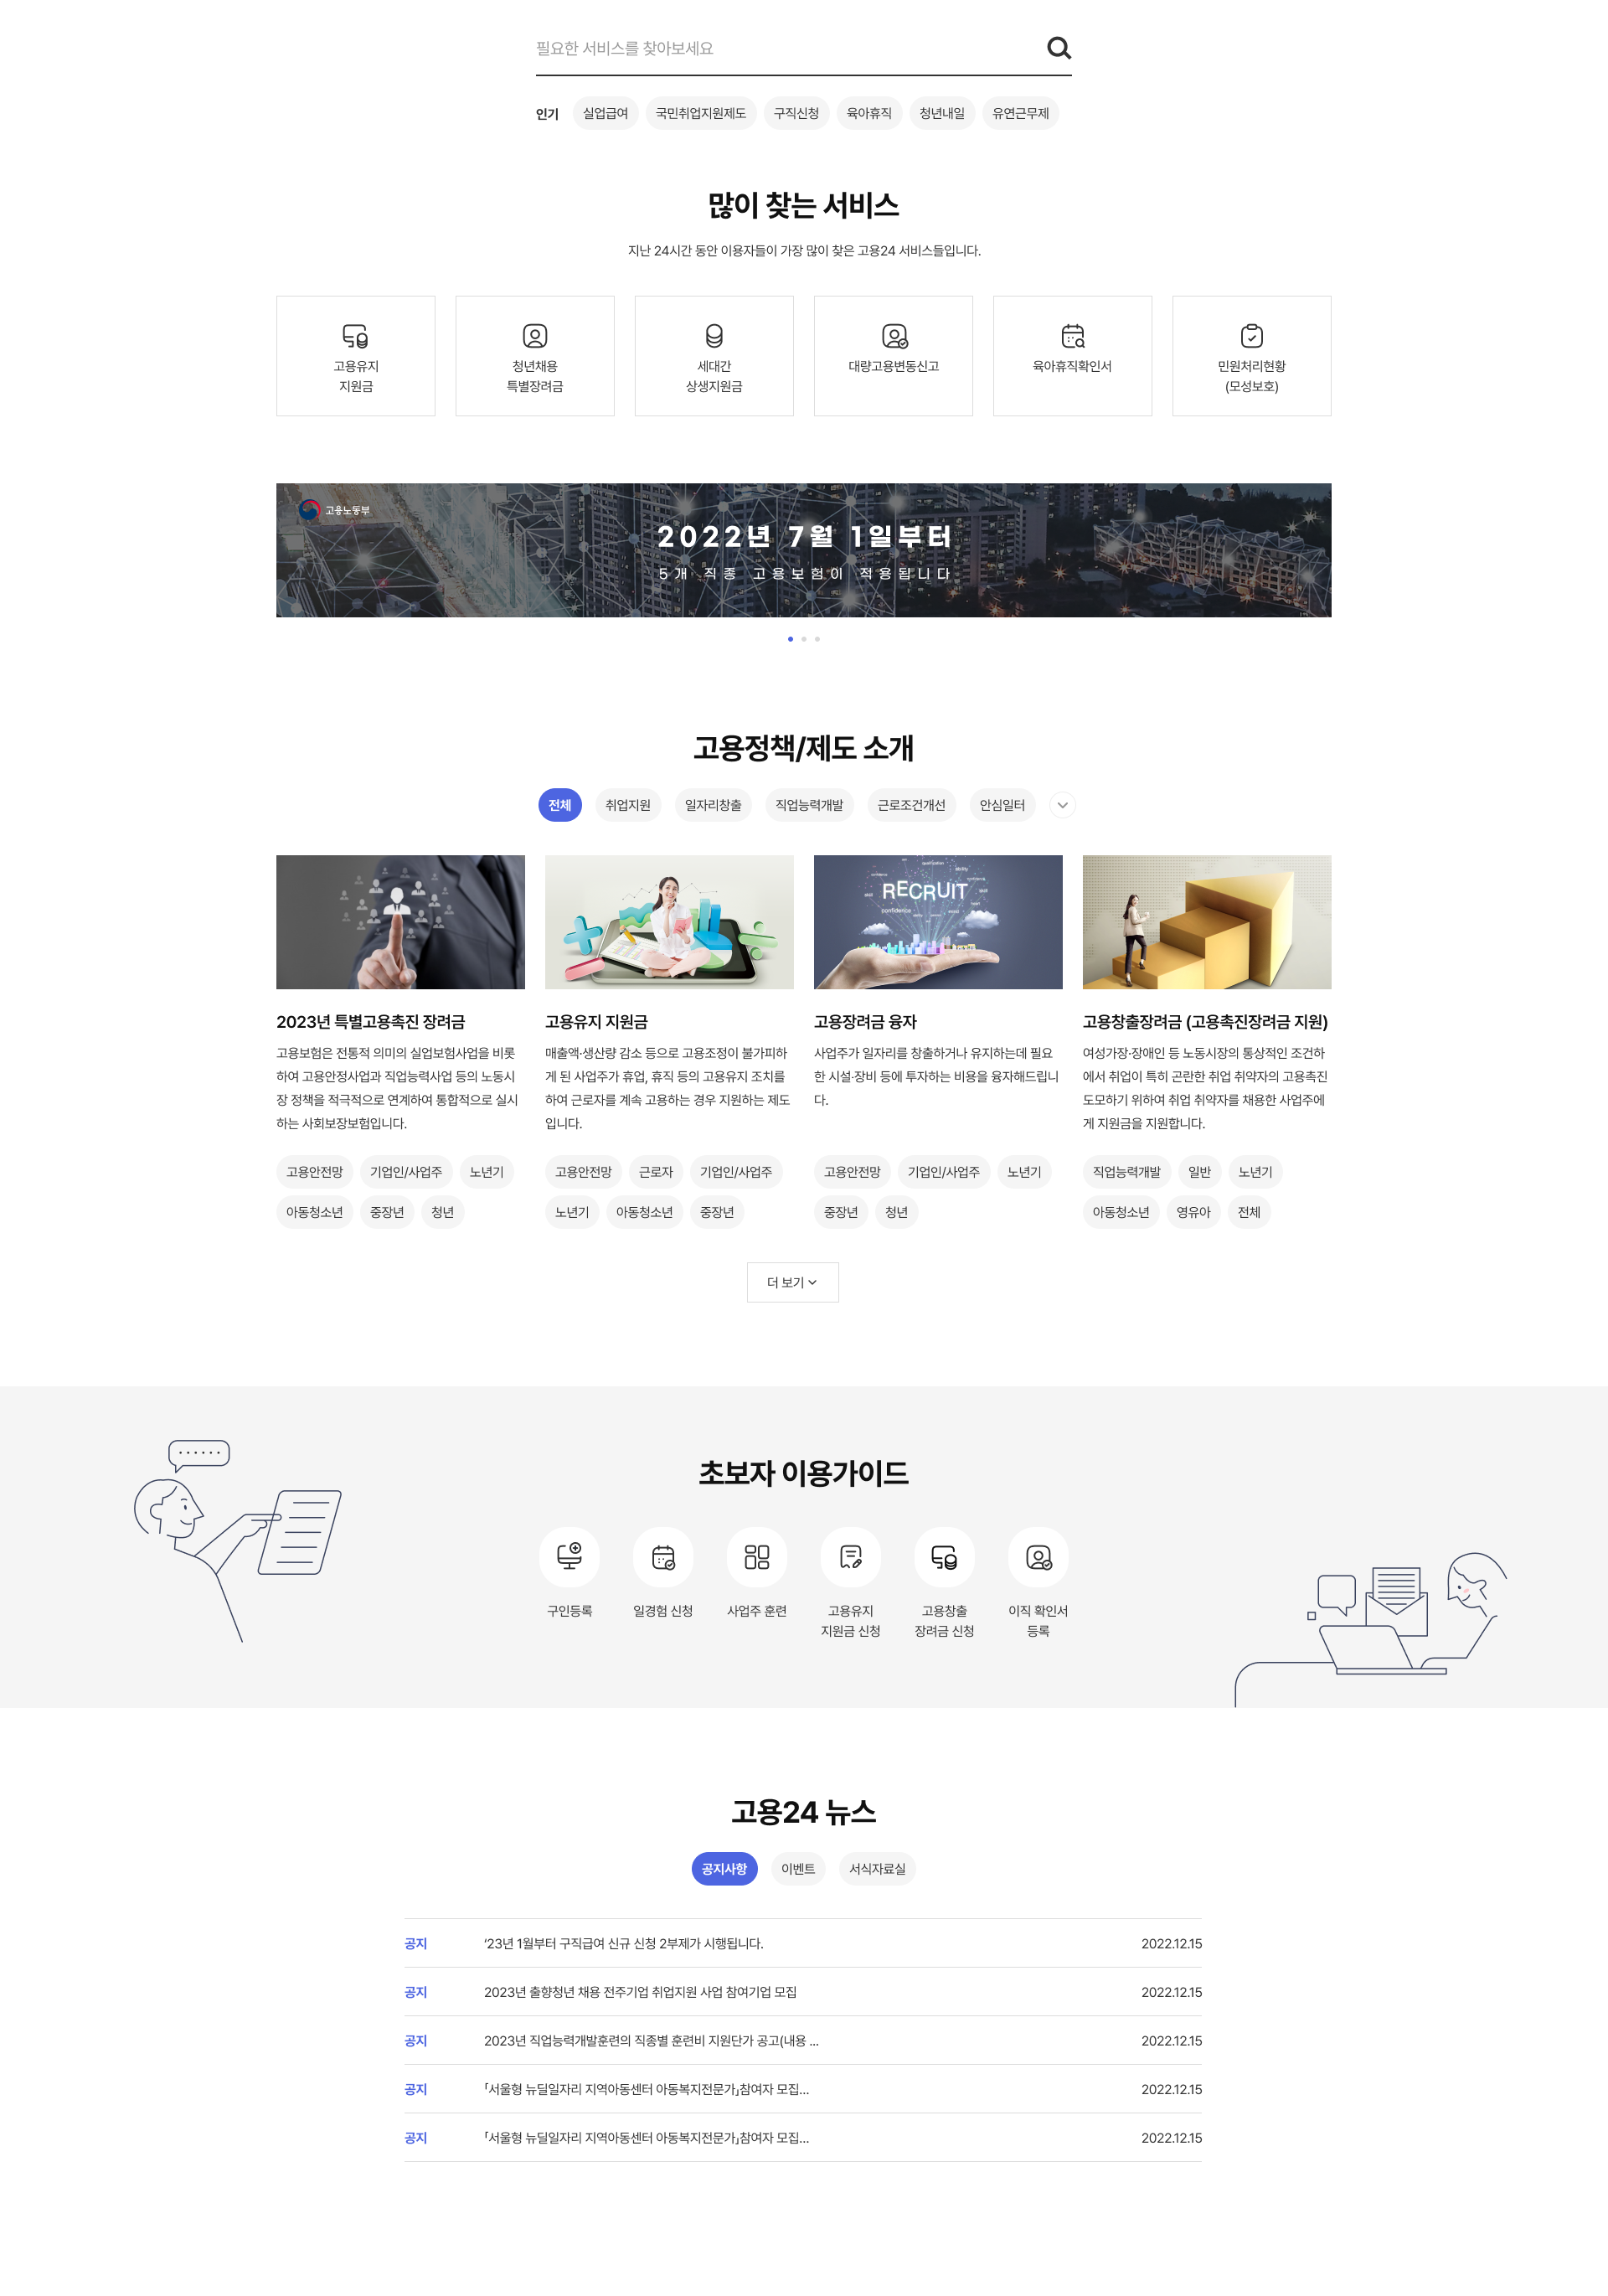 필요한 서비스를 찾아보세요
인기 실업급여 국민취업지원제도 구직신청 육아휴직 청년내일 유연근무제
많이 찾는 서비스
지난 24시간 동안 이용자들이 가장 많이 찾은 고용24 서비스들입니다.
고용유지
지원금
청년채용
특별장려금
세대간
상생지원금
대량고용변동신고
육아휴직확인서
민원처리현황
(모성보호)
고용노동부
2022년 7월 1일부터
5개 직종 고용보험이 적용됩니다
고용정책/제도 소개
전체 취업지원 일자리창출 직업능력개발 근로조건개선 안심일터
2023년 특별고용촉진 장려금
고용보험은 전통적 의미의 실업보험사업을 비롯
하여 고용안정사업과 직업능력사업 등의 노동시
장 정책을 적극적으로 연계하여 통합적으로 실시
하는 사회보장보험입니다.
고용안전망 기업인/사업주 노년기
아동청소년 중장년 청년
고용유지 지원금
매출액·생산량 감소 등으로 고용조정이 불가피하
게 된 사업주가 휴업, 휴직 등의 고용유지 조치를
하여 근로자를 계속 고용하는 경우 지원하는 제도
입니다.
고용안전망 근로자 기업인/사업주
노년기 아동청소년 중장년
RECRUIT
confidence
고용장려금 융자
사업주가 일자리를 창출하거나 유지하는데 필요
한 시설·장비 등에 투자하는 비용을 융자해드립니
다.
고용안전망 기업인/사업주 노년기
중장년 청년
고용창출장려금 (고용촉진장려금 지원)
여성가장·장애인 등 노동시장의 통상적인 조건하
에서 취업이 특히 곤란한 취업 취약자의 고용촉진
도모하기 위하여 취업 취약자를 채용한 사업주에
게 지원금을 지원합니다.
직업능력개발 일반 노년기
아동청소년 영유아 전체
더 보기
초보자 이용가이드
구인등록
일경험 신청
사업주 훈련
고용유지
지원금 신청
고용창출
장려금 신청
이직 확인서
등록
고용24 뉴스
공지사항 이벤트 서식자료실
공지 ‘23년 1월부터 구직급여 신규 신청 2부제가 시행됩니다. 2022.12.15
공지 2023년 출향청년 채용 전주기업 취업지원 사업 참여기업 모집 2022.12.15
공지 2023년 직업능력개발훈련의 직종별 훈련비 지원단가 공고(내용 ... 2022.12.15
공지 「서울형 뉴딜일자리 지역아동센터 아동복지전문가」참여자 모집... 2022.12.15
공지 「서울형 뉴딜일자리 지역아동센터 아동복지전문가」참여자 모집... 2022.12.15